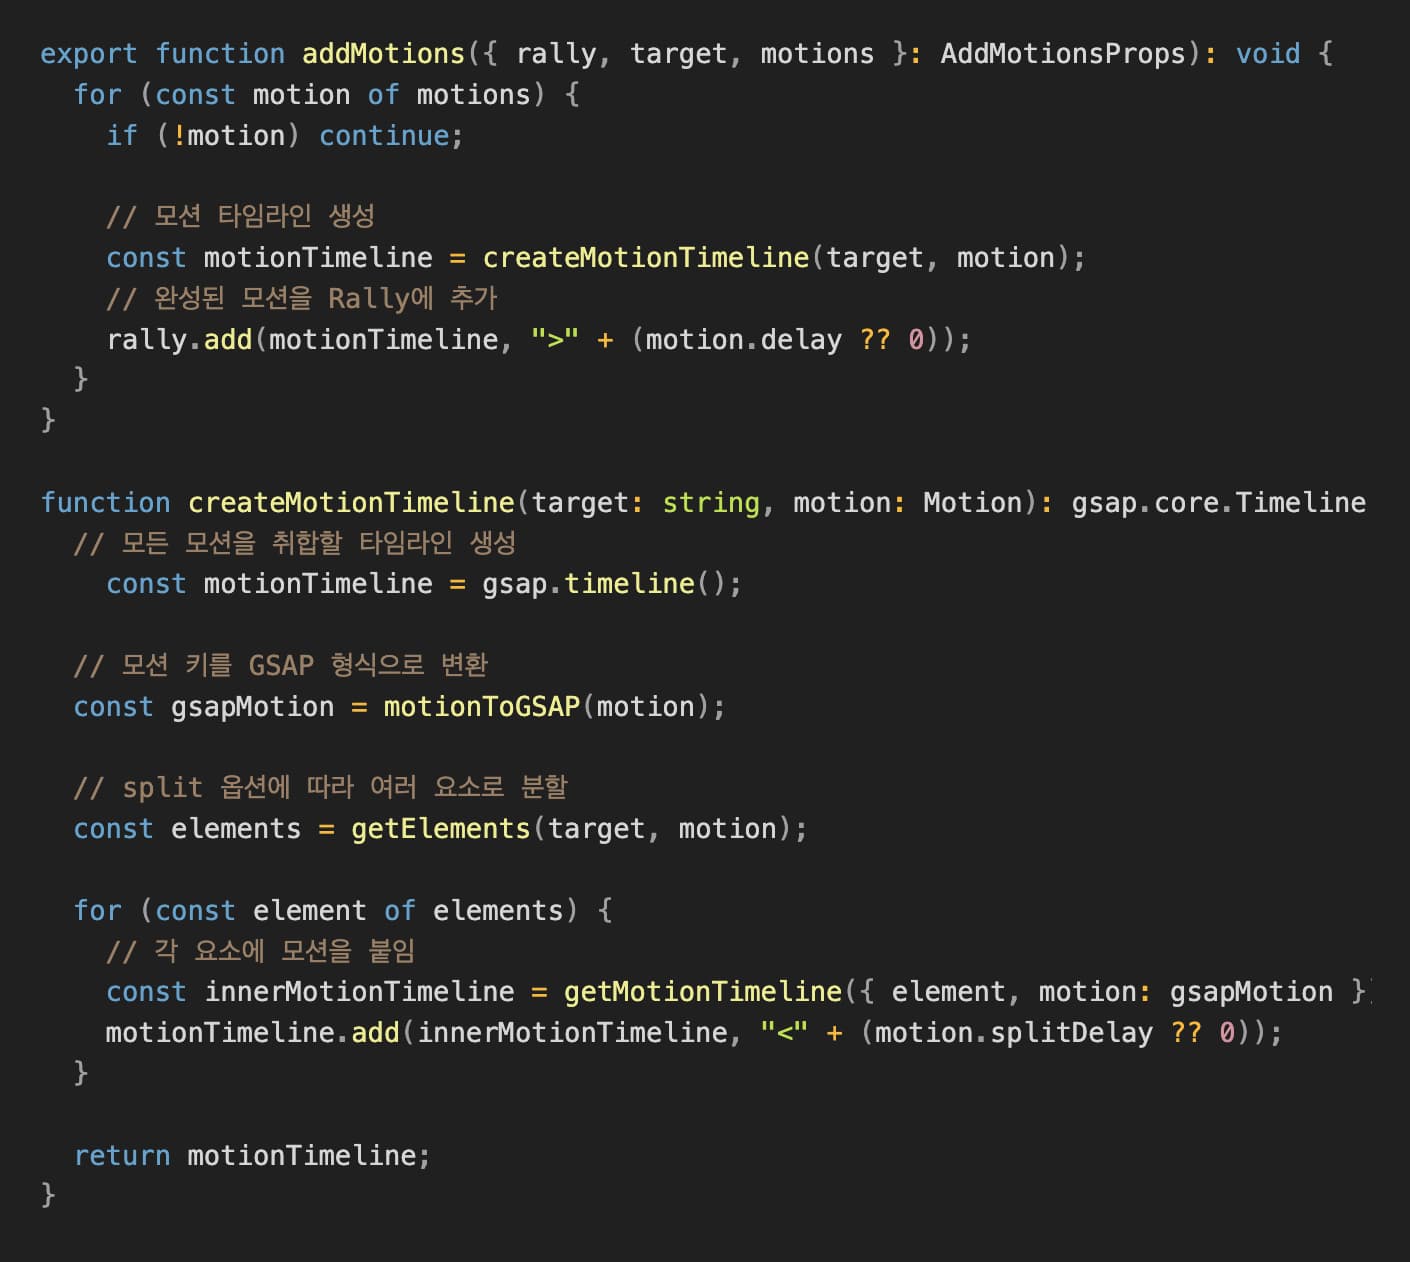 export function addMotions({ rally, target, motions }: AddMotionsProps): void {
  for (const motion of motions) {
    if (!motion) continue;

    // 모션 타임라인 생성
    const motionTimeline = createMotionTimeline(target, motion);
    // 완성된 모션을 Rally에 추가
    rally.add(motionTimeline, ">" + (motion.delay ?? 0));
  }
}

function createMotionTimeline(target: string, motion: Motion): gsap.core.Timeline
  // 모든 모션을 취합할 타임라인 생성
    const motionTimeline = gsap.timeline();

  // 모션 키를 GSAP 형식으로 변환
  const gsapMotion = motionToGSAP(motion);

  // split 옵션에 따라 여러 요소로 분할
  const elements = getElements(target, motion);

  for (const element of elements) {
    // 각 요소에 모션을 붙임
    const innerMotionTimeline = getMotionTimeline({ element, motion: gsapMotion }
    motionTimeline.add(innerMotionTimeline, "<" + (motion.splitDelay ?? 0));
  }

  return motionTimeline;
}